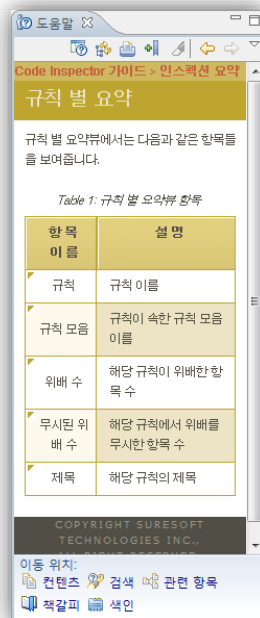 도움말
Code Inspector 가이드 > 인스펙션 요약
규칙 별 요약
규칙 별 요약뷰에서는 다음과 같은 항목들
을 보여줍니다.
Table 1: 규칙 별 요약뷰 항목
항목
이름
설명
규칙
규칙 이름
규칙 모음
규칙이 속한 규칙 모음
이름
위배 수
해당 규칙이 위배한 항
목 수
무시된 위
배 수
해당 규칙에서 위배를
무시한 항목 수
제목
해당 규칙의 제목
COPYRIGHT SURESOFT
TECHNOLOGIES INC.,
ALL RIGHT RESERVED
이동 위치:
컨텐츠 검색 관련 항목
책갈피 색인